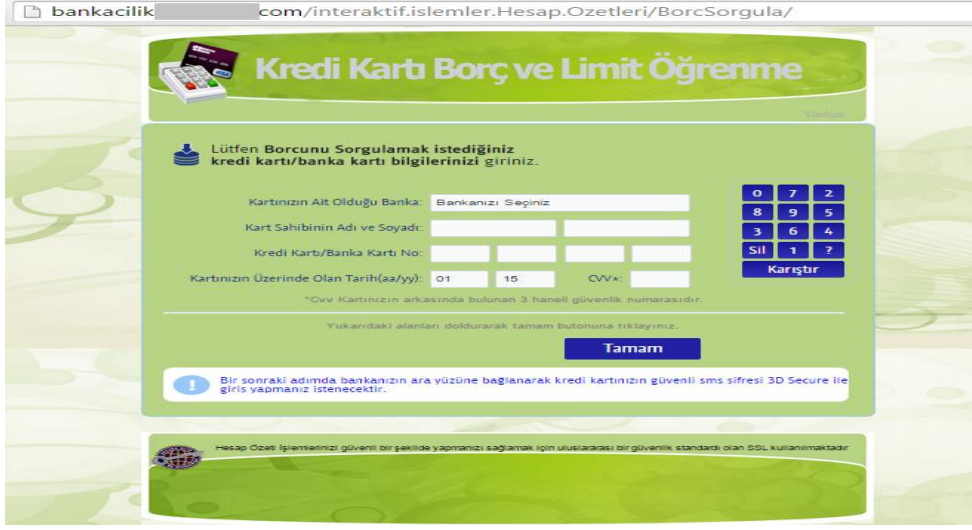 bankacilik com/interaktif.islemler.Hesap.Ozetleri/BorcSorgula/
Kredi Kartı Borç ve Limit Öğrenme
Lütfen Borcunu Sorgulamak istediğiniz
kredi kartı/banka kartı bilgilerinizi giriniz.
Kartınızın Ait Olduğu Banka: Bankanızı Seçiniz
Kart Sahibinin Adı ve Soyadı:
Kredi Kartı/Banka Kartı No:
Kartınızın Üzerinde Olan Tarih(aa/yy): 01 15 CVV*:
*Cvv Kartınızın arkasında bulunan 3 haneli güvenlik numarasıdır.
0 7 2
8 9 5
3 6 4
Sil 1 ?
Karıştır
Yukarıdaki alanları doldurarak tamam butonuna tıklayınız.
Tamam
Bir sonraki adımda bankanızın ara yüzüne bağlanarak kredi kartınızın güvenli sms sifresi 3D Secure ile
giris yapmanız istenecektir.
Hesap Özeti İşlemlerinizi güvenli bir şekilde yapmanızı sağlamak için uluslararası bir güvenlik standardı olan SSL kullanılmaktadır